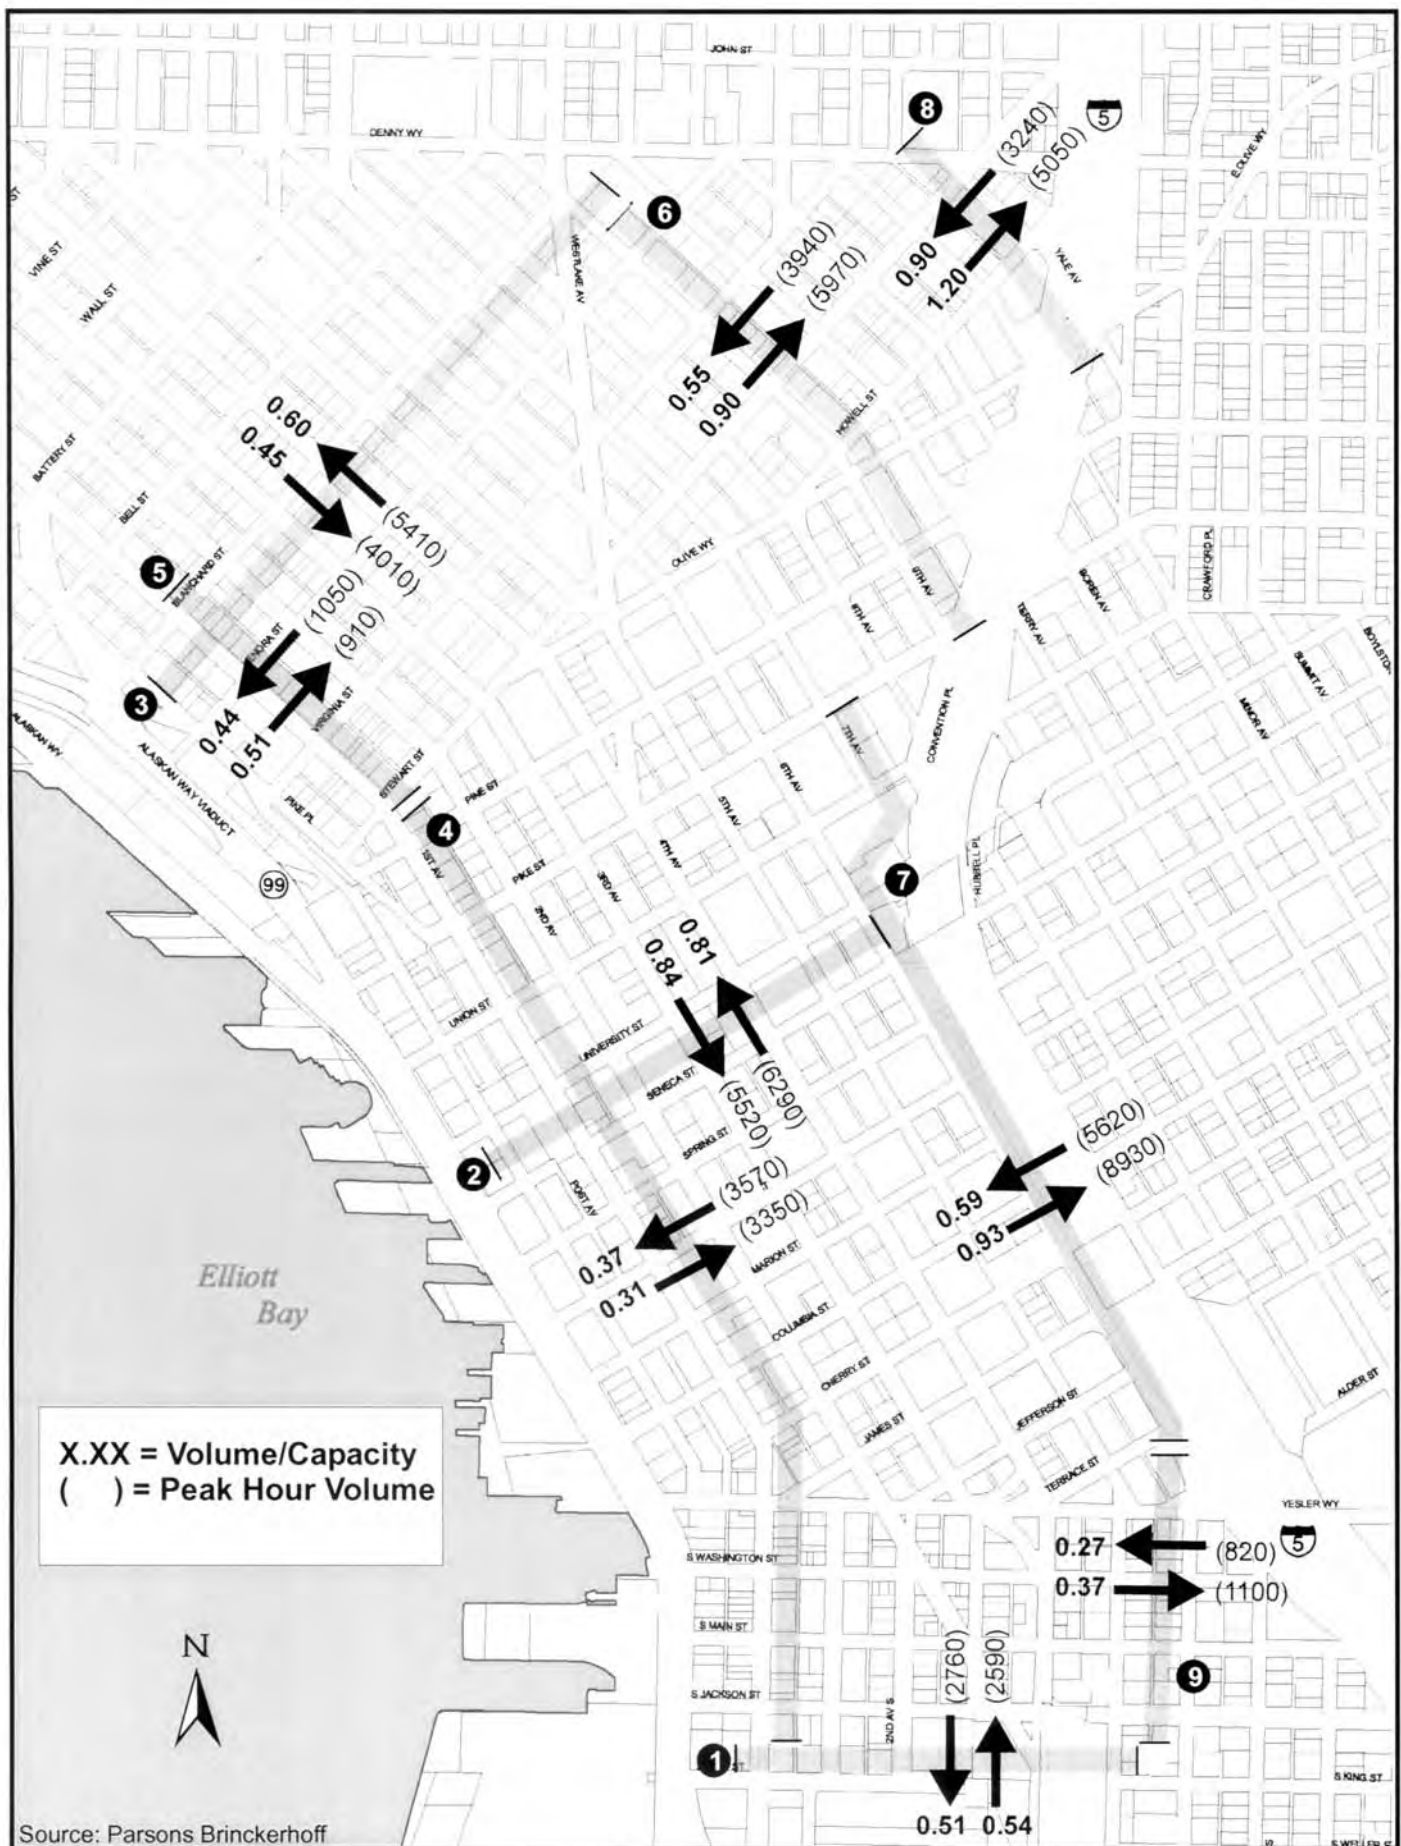 JOHN ST
8
(3240)
5
DENNY WY
(5050)
E OLIVE WY
ST
6
VINE ST
WESTLAKE AV
(3940)
0.90
YALE AV
WALL ST
(5970)
1.20
0.55
0.90
HOWELL ST
0.60
0.45
BATTERY ST
BELL ST
(5410)
(4010)
OLIVE WY
CRAWFORD PL
5
BLANCHARD ST
9TH AV
BOREN AV
(1050)
8TH AV
TERRY AV
(910)
BOYLSTON
SUMMIT AV
3
VIRGINIA ST
MINOR AV
ALASKAN WY
0.44
0.51
CONVENTION PL
7TH AV
ALASKAN WAY VIADUCT
STEWART ST
6TH AV
PINE ST
PINE PL
5TH AV
4
1ST AV
4TH AV
HUBBELL PL
PIKE ST
3RD AV
7
99
2ND AV
0.81
0.84
UNION ST
UNIVERSITY ST
SENECA ST
(6290)
(5520)
SPRING ST
(5620)
2
(3570)
(8930)
POST AV
(3350)
0.59
MARION ST
0.93
0.37
Elliott
Bay
0.31
COLUMBIA ST
CHERRY ST
ALDER ST
JEFFERSON ST
JAMES ST
X.XX = Volume/Capacity
( ) = Peak Hour Volume
TERRACE ST
YESLER WY
0.27
(820)
5
S WASHINGTON ST
0.37
(1100)
S MAIN ST
N
(2760)
(2590)
9
S JACKSON ST
2ND AV S
1
ST
S KING ST
0.51
0.54
Source: Parsons Brinckerhoff